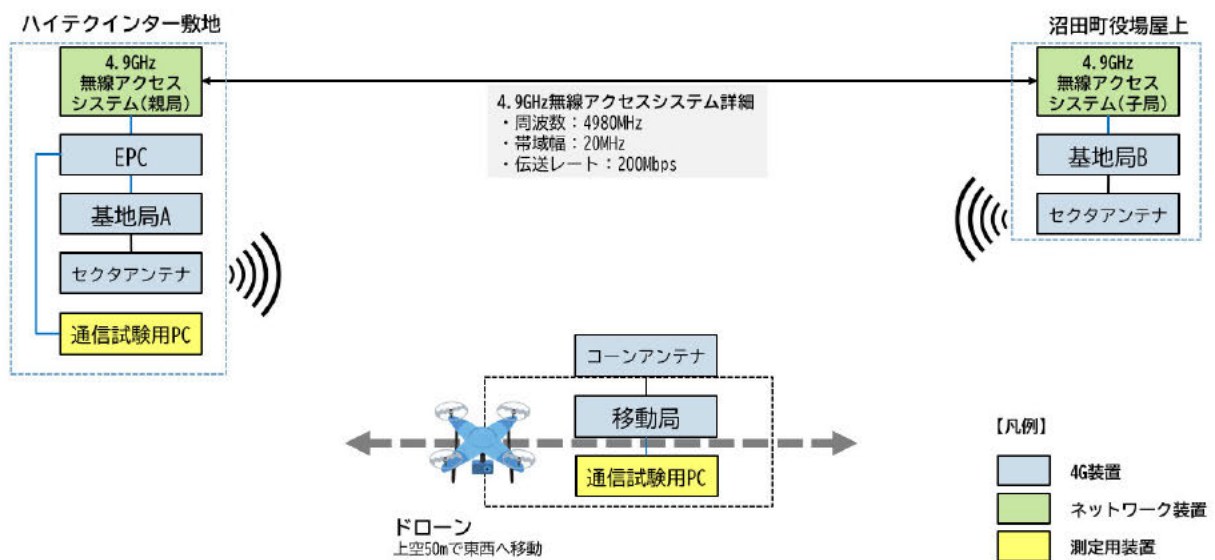 ハイテクインター敷地
4.9GHz
無線アクセス
システム(親局)
EPC
基地局A
セクタアンテナ
通信試験用PC
4.9GHz無線アクセスシステム詳細
・周波数：4980MHz
・帯域幅：20MHz
・伝送レート：200Mbps
沼田町役場屋上
4.9GHz
無線アクセス
システム(子局)
基地局B
セクタアンテナ
コーンアンテナ
移動局
通信試験用PC
ドローン
上空50mで東西へ移動
【凡例】
4G装置
ネットワーク装置
測定用装置